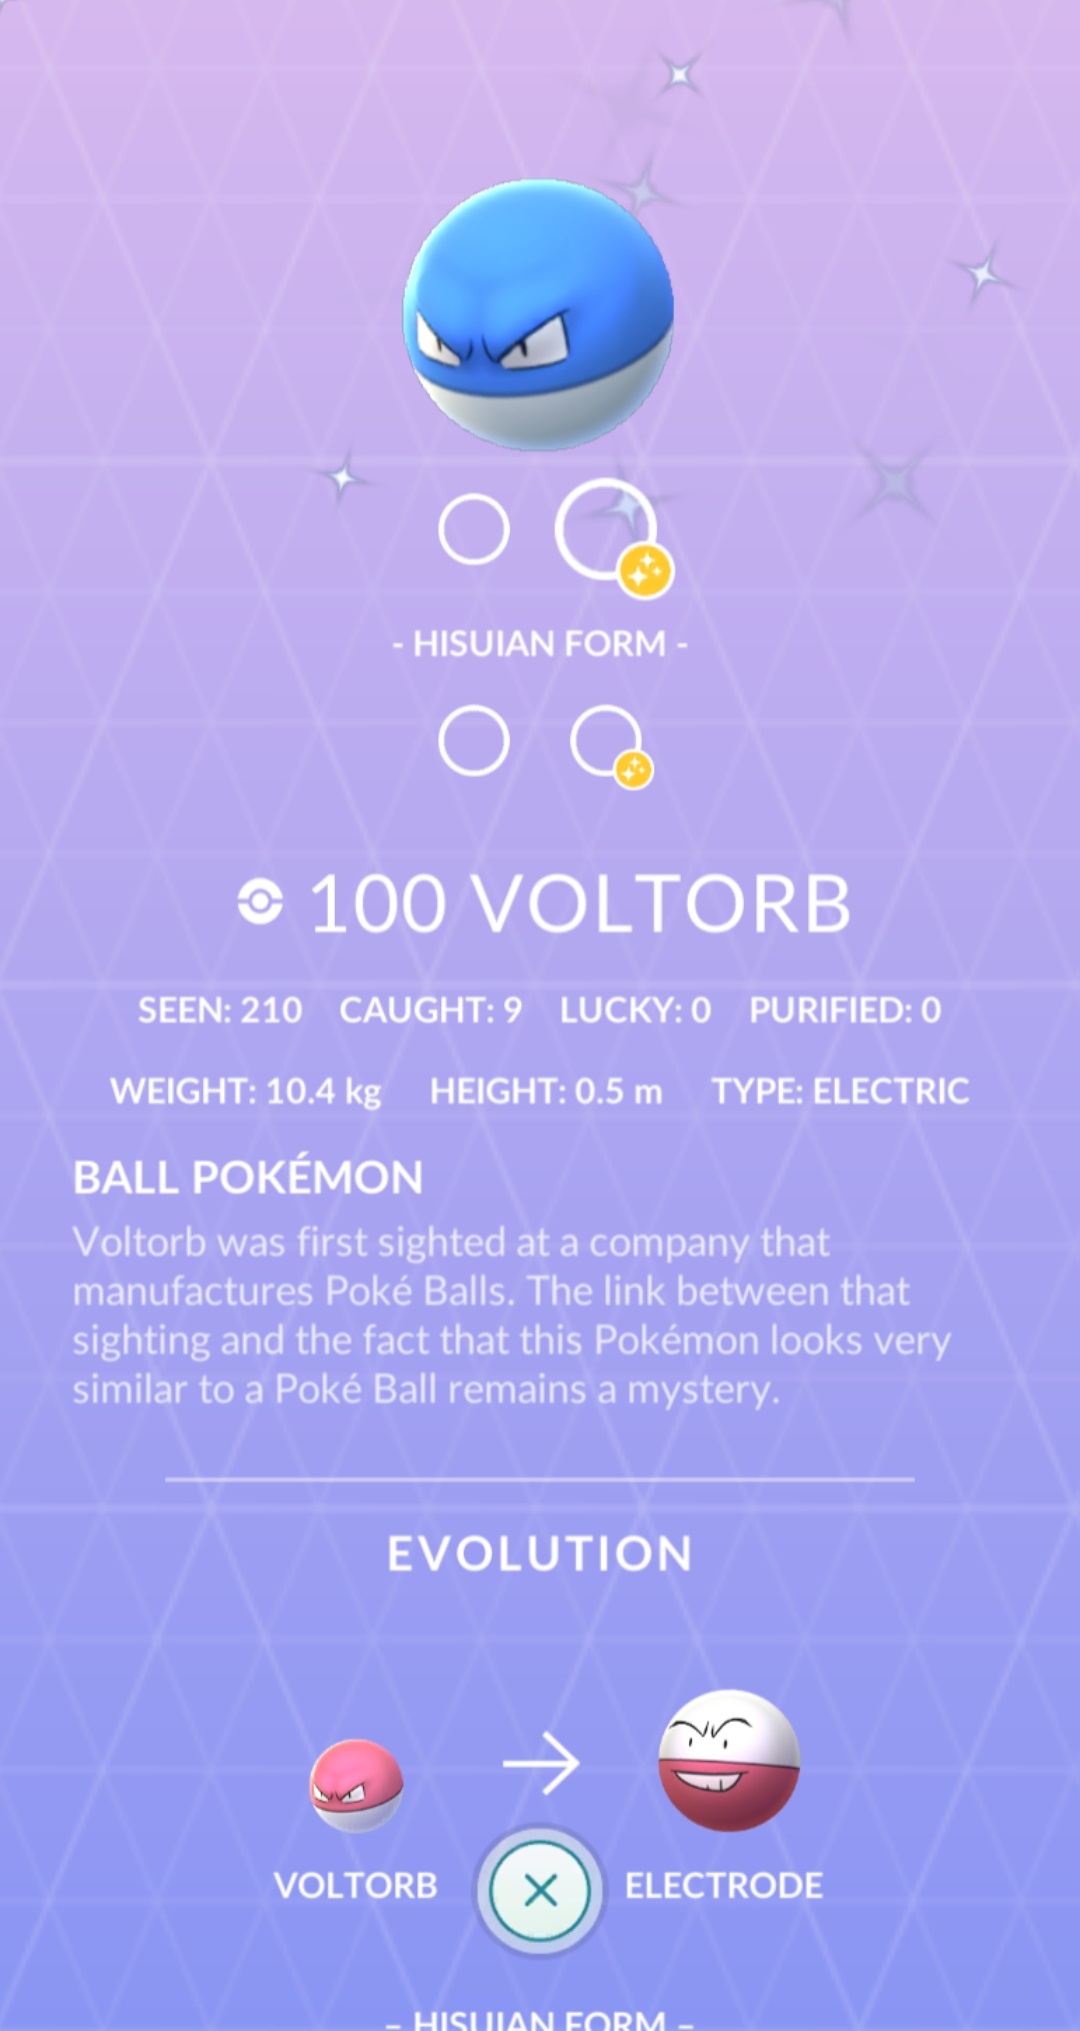 - HISUIAN FORM -
100 VOLTORB
SEEN: 210 CAUGHT: 9 LUCKY: 0 PURIFIED: 0
WEIGHT: 10.4 kg HEIGHT: 0.5 m TYPE: ELECTRIC
BALL POKÉMON
Voltorb was first sighted at a company that
manufactures Poké Balls. The link between that
sighting and the fact that this Pokémon looks very
similar to a Poké Ball remains a mystery.
EVOLUTION
VOLTORB ELECTRODE
- HISUIAN FORM -